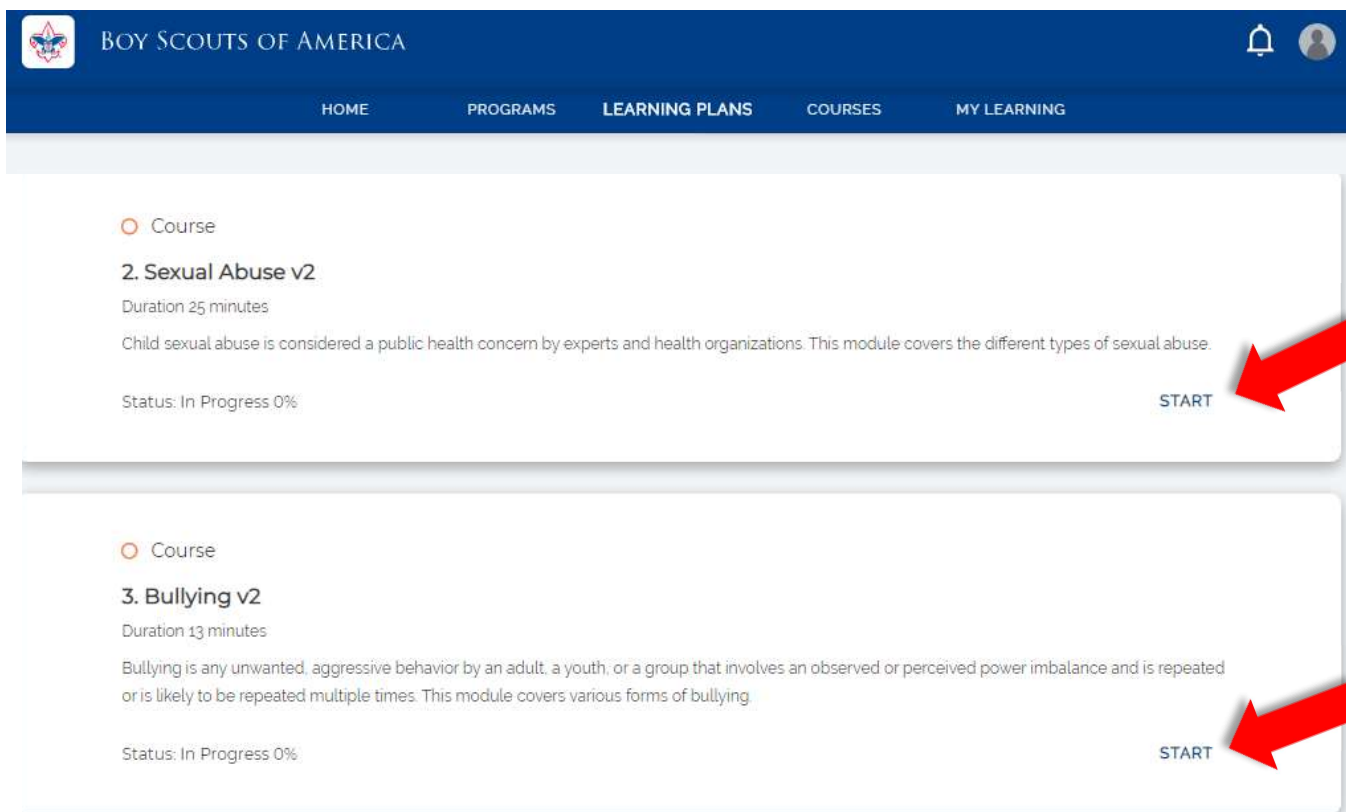 BOY SCOUTS OF AMERICA
HOME PROGRAMS LEARNING PLANS COURSES MY LEARNING
Course
2. Sexual Abuse v2
Duration 25 minutes
Child sexual abuse is considered a public health concern by experts and health organizations. This module covers the different types of sexual abuse.
Status: In Progress 0% START
Course
3. Bullying v2
Duration 13 minutes
Bullying is any unwanted, aggressive behavior by an adult, a youth, or a group that involves an observed or perceived power imbalance and is repeated
or is likely to be repeated multiple times. This module covers various forms of bullying.
Status: In Progress 0% START